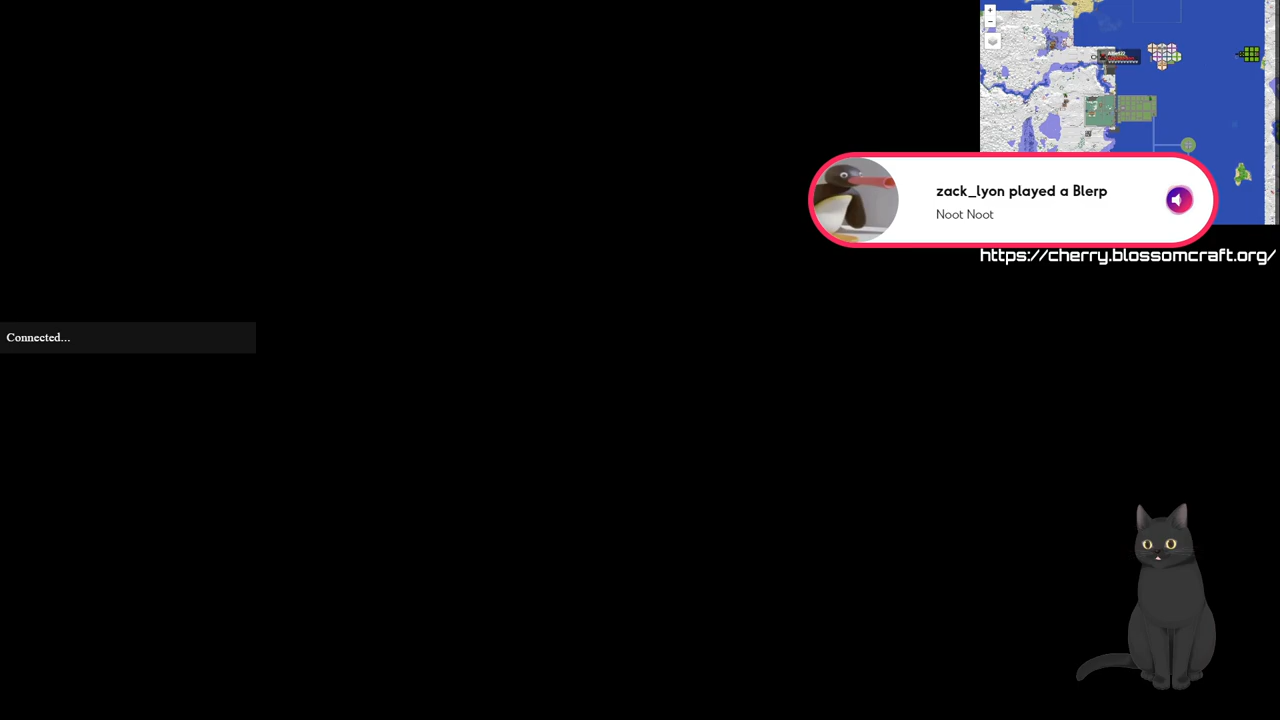 +
−
zack_lyon played a Blerp
Noot Noot
https://cherry.blossomcraft.org/
Connected...